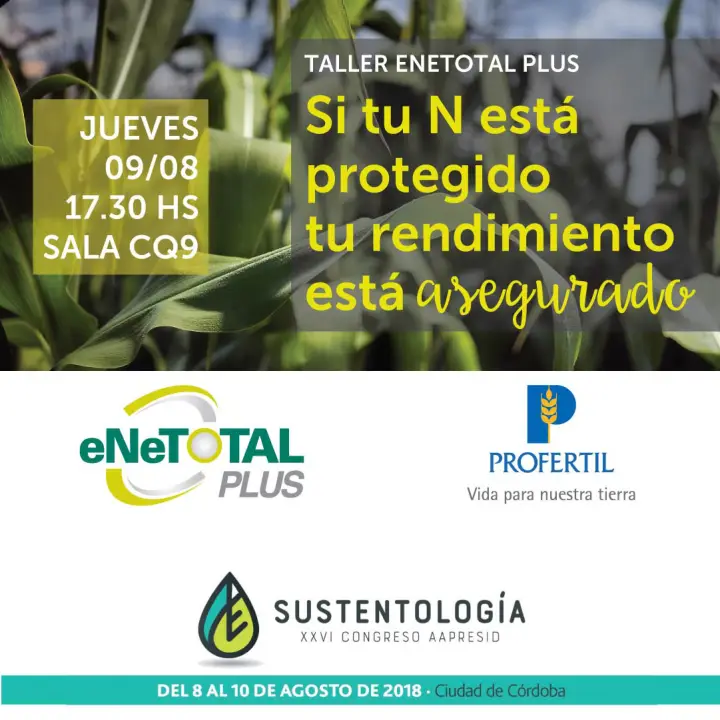 JUEVES
09/08
17.30 HS
SALA CQ9
TALLER ENETOTAL PLUS
Si tu N está
protegido
tu rendimiento
está asegurado
eNeTOTAL
PLUS
PROFERTIL
Vida para nuestra tierra
SUSTENTOLOGÍA
XXVI CONGRESO AAPRESID
DEL 8 AL 10 DE AGOSTO DE 2018 · Ciudad de Córdoba